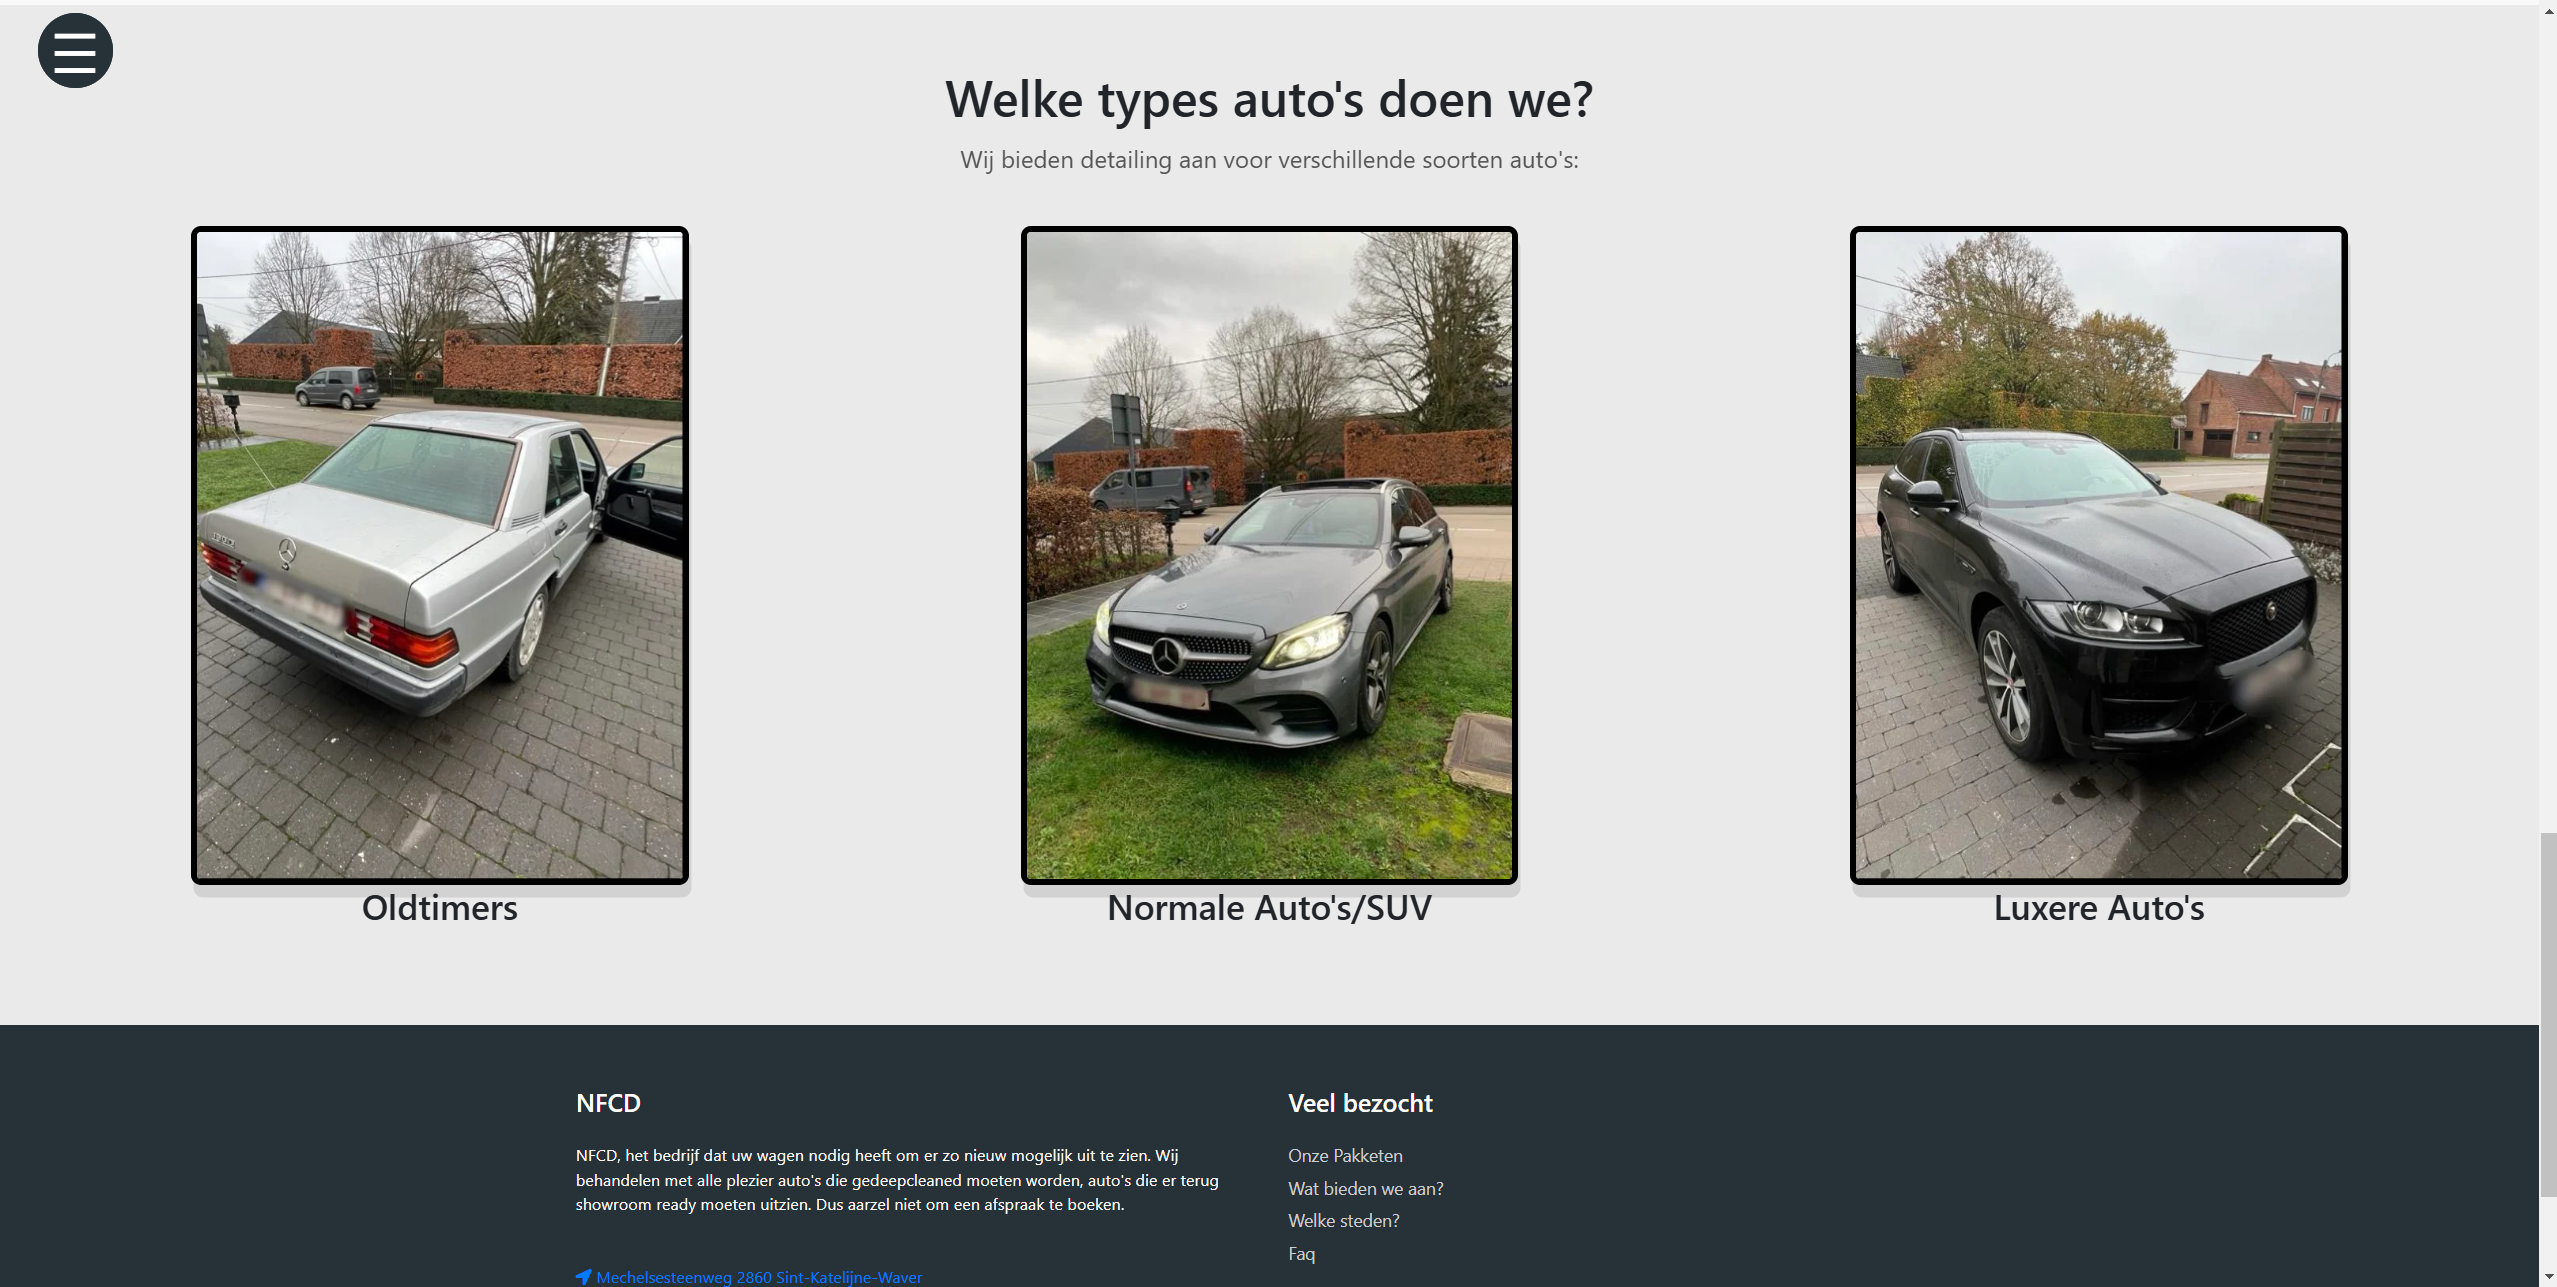 Welke types auto's doen we?
Wij bieden detailing aan voor verschillende soorten auto's:
Oldtimers
Normale Auto's/SUV
Luxere Auto's
NFCD
NFCD, het bedrijf dat uw wagen nodig heeft om er zo nieuw mogelijk uit te zien. Wij
behandelen met alle plezier auto's die gedeepcleaned moeten worden, auto's die er terug
showroom ready moeten uitzien. Dus aarzel niet om een afspraak te boeken.
Mechelsesteenweg 2860 Sint-Katelijne-Waver
Veel bezocht
Onze Pakketen
Wat bieden we aan?
Welke steden?
Faq